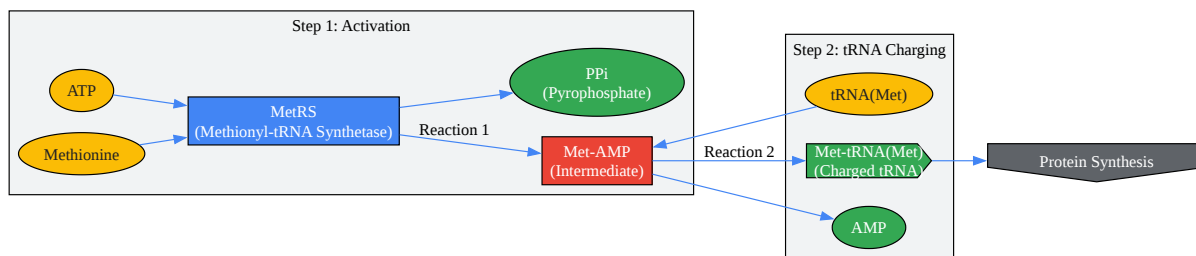 Step 1: Activation
ATP
Methionine
MetRS
(Methionyl-tRNA Synthetase)
Reaction 1
PPi
(Pyrophosphate)
Met-AMP
(Intermediate)
Reaction 2
Step 2: tRNA Charging
tRNA(Met)
Met-tRNA(Met)
(Charged tRNA)
AMP
Protein Synthesis